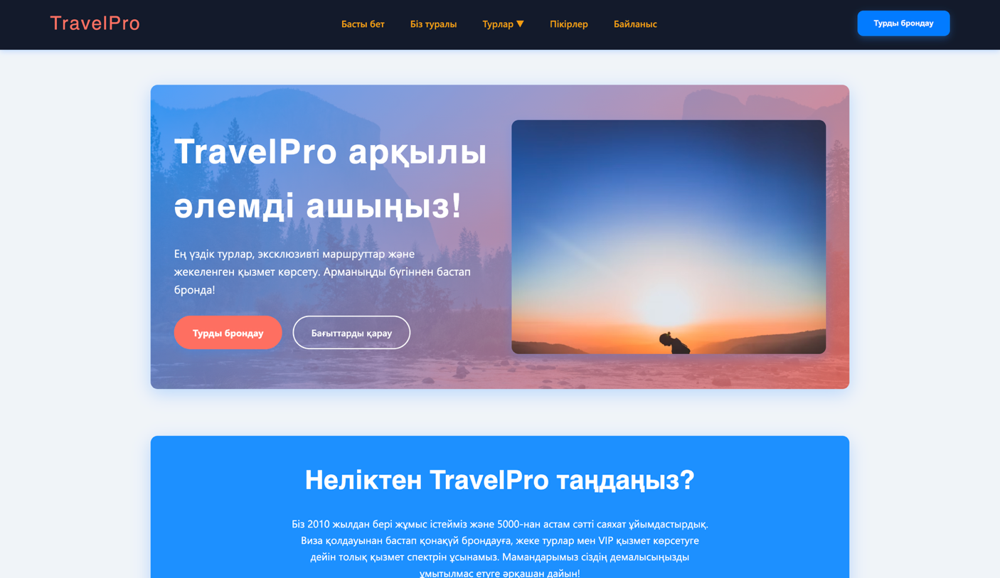 TravelPro
Басты бет
Біз туралы
Турлар ▼
Пікірлер
Байланыс
Турды брондау
TravelPro арқылы
әлемді ашыңыз!
Ең үздік турлар, эксклюзивті маршруттар және
жекеленген қызмет көрсету. Арманыңды бүгіннен бастап
бронда!
Турды брондау
Бағыттарды қарау
Неліктен TravelPro таңдаңыз?
Біз 2010 жылдан бері жұмыс істейміз және 5000-нан астам сәтті саяхат ұйымдастырдық.
Виза қолдауынан бастап қонақүй брондауға, жеке турлар мен VIP қызмет көрсетуге
дейін толық қызмет спектрін ұсынамыз. Мамандарымыз сіздің демалысыңызды
ұмытылмас етуге әрқашан дайын!